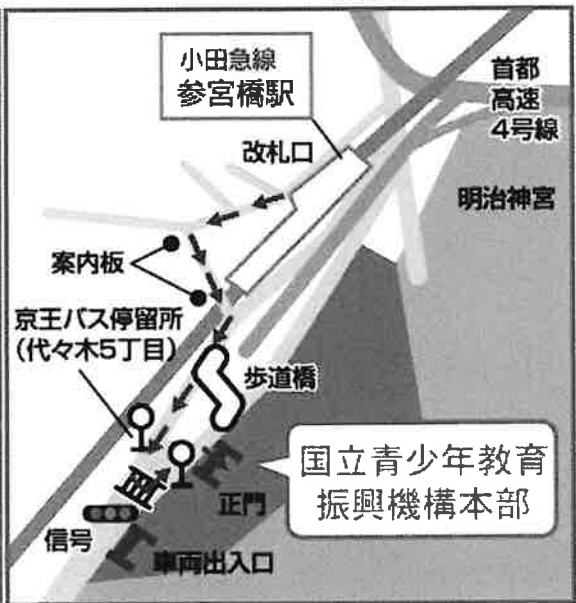 小田急線
参宮橋駅
首都
高速
4号線
改札口
明治神宮
案内板
京王バス停留所
(代々木5丁目)
歩道橋
国立青少年教育
振興機構本部
正門
信号
車両出入口